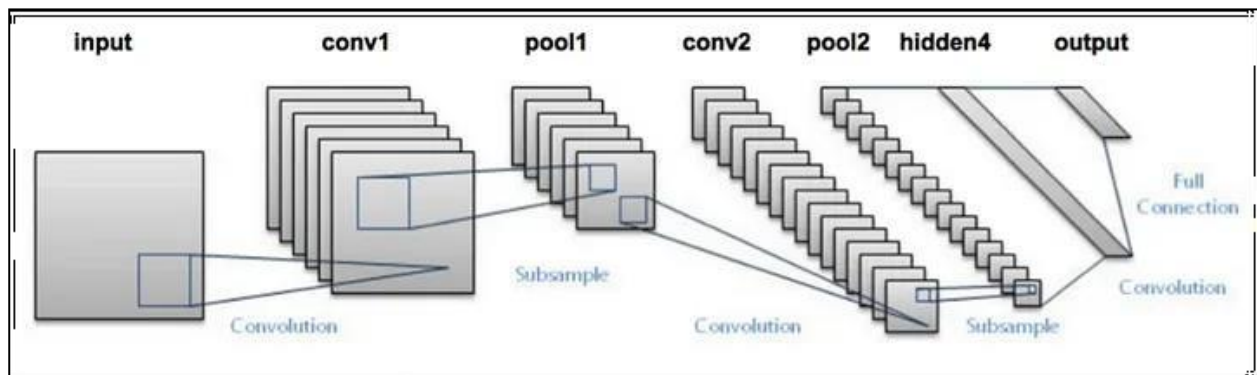 input conv1 pool1 conv2 pool2 hidden4 output
Full
Connection
Subsample
Convolution
Convolution
Convolution
Subsample